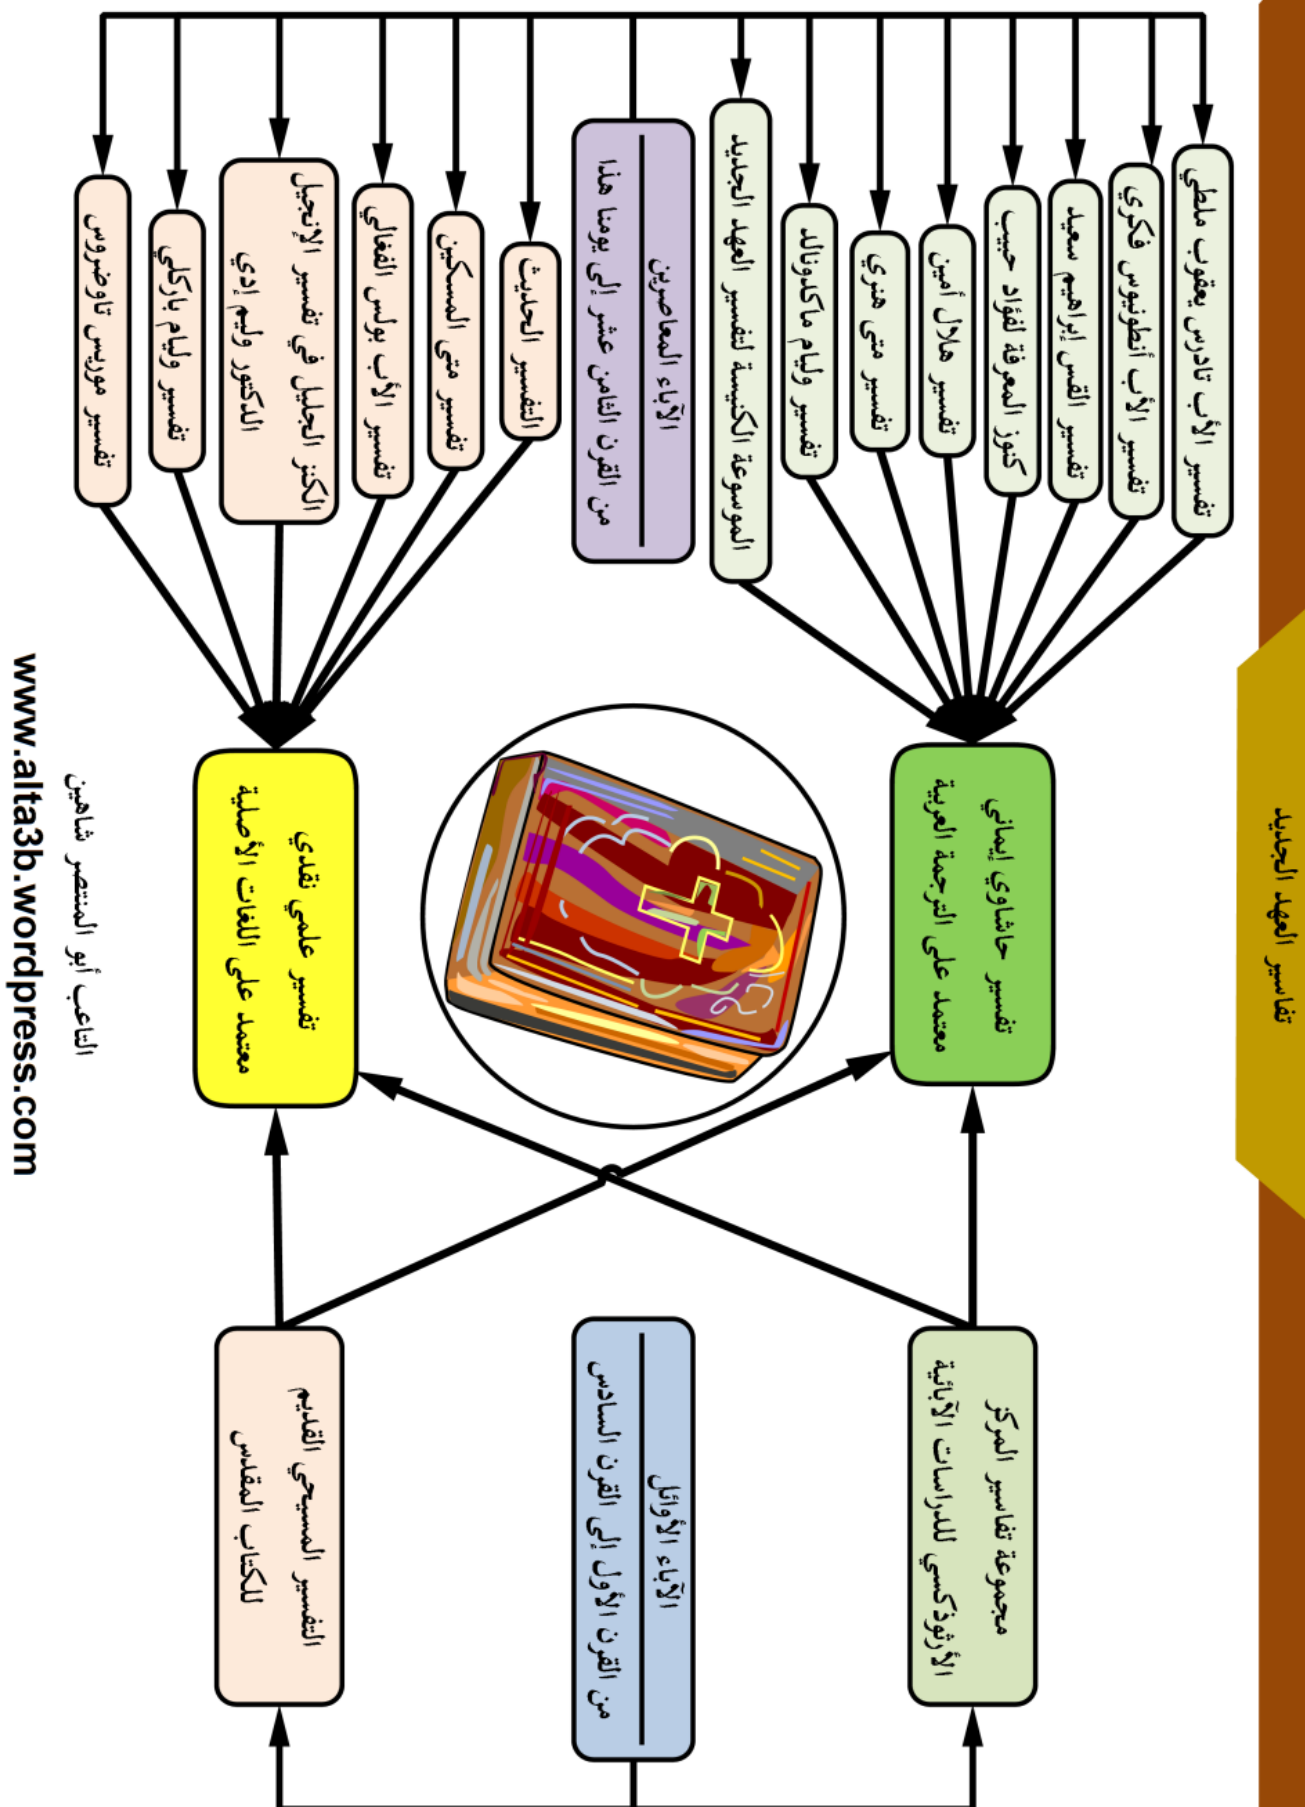 تفاسير العهد الجديد
مجموعة تفاسير المركز
الأرثوذكسي للدراسات الآبائية
الآباء الأوائل
من القرن الأول إلى القرن السادس
التفسير المسيحي القديم
للكتاب المقدس
تفسير حاشاوي إيماني
معتمد على الترجمة العربية
تفسير علمي نقدي
معتمد على اللغات الأصلية
تفسير الأب تادرس يعقوب ملطي
تفسير الأب أنطونيوس فكري
تفسير القس إبراهيم سعيد
كنوز المعرفة لفؤاد حبيب
تفسير هلال أمين
تفسير متى هنري
تفسير وليام ماكدونالد
الموسوعة الكنيسة لتفسير العهد الجديد
الآباء المعاصرين
من القرن الثامن عشر إلى يومنا هذا
التفسير الحديث
تفسير متى المسكين
تفسير الأب بولس الفغالي
الكنز الجليل في تفسير الإنجيل
الدكتور وليم إدي
تفسير وليام باركلي
تفسير موريس تاوضروس
التاعب أبو المنتصر شاهين
www.alta3b.wordpress.com